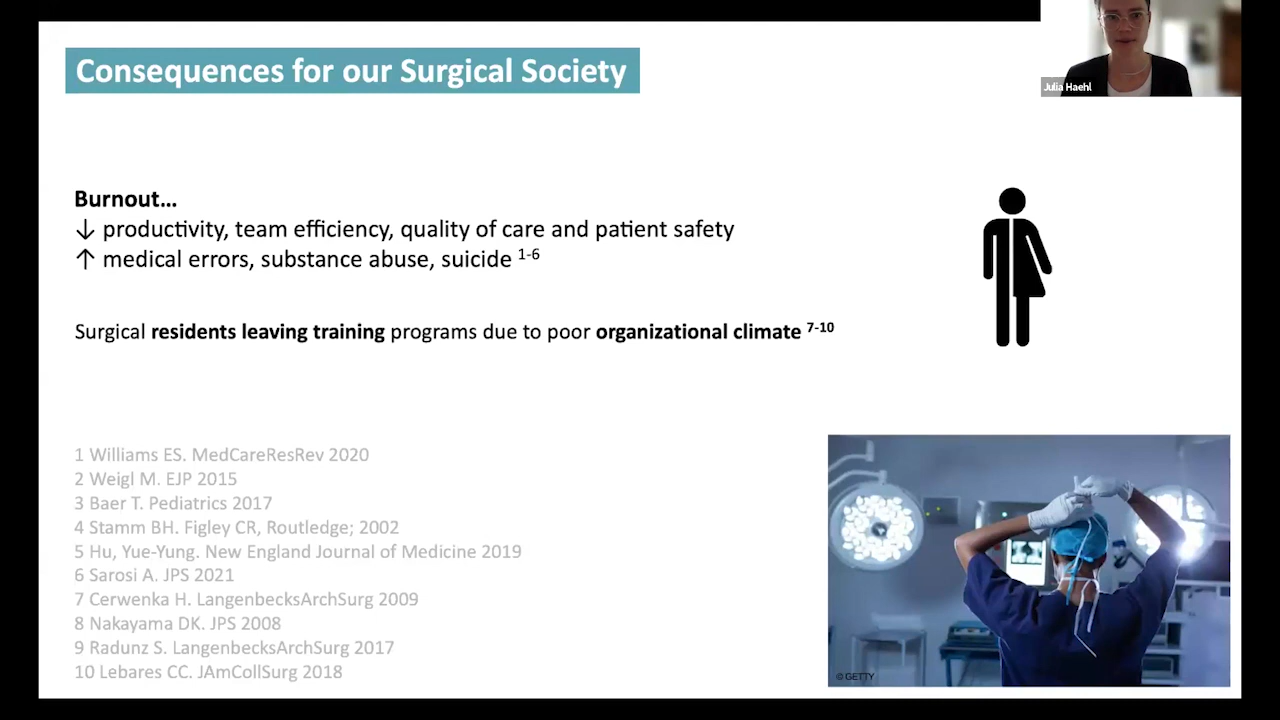 Consequences for our Surgical Society
Julia Haehl
Burnout...
↓ productivity, team efficiency, quality of care and patient safety
↑ medical errors, substance abuse, suicide 1-6
Surgical residents leaving training programs due to poor organizational climate 7-10
1 Williams ES. MedCareResRev 2020
2 Weigl M. EJP 2015
3 Baer T. Pediatrics 2017
4 Stamm BH. Figley CR, Routledge; 2002
5 Hu, Yue-Yung. New England Journal of Medicine 2019
6 Sarosi A. JPS 2021
7 Cerwenka H. LangenbecksArchSurg 2009
8 Nakayama DK. JPS 2008
9 Radunz S. LangenbecksArchSurg 2017
10 Lebares CC. JAmCollSurg 2018
© GETTY